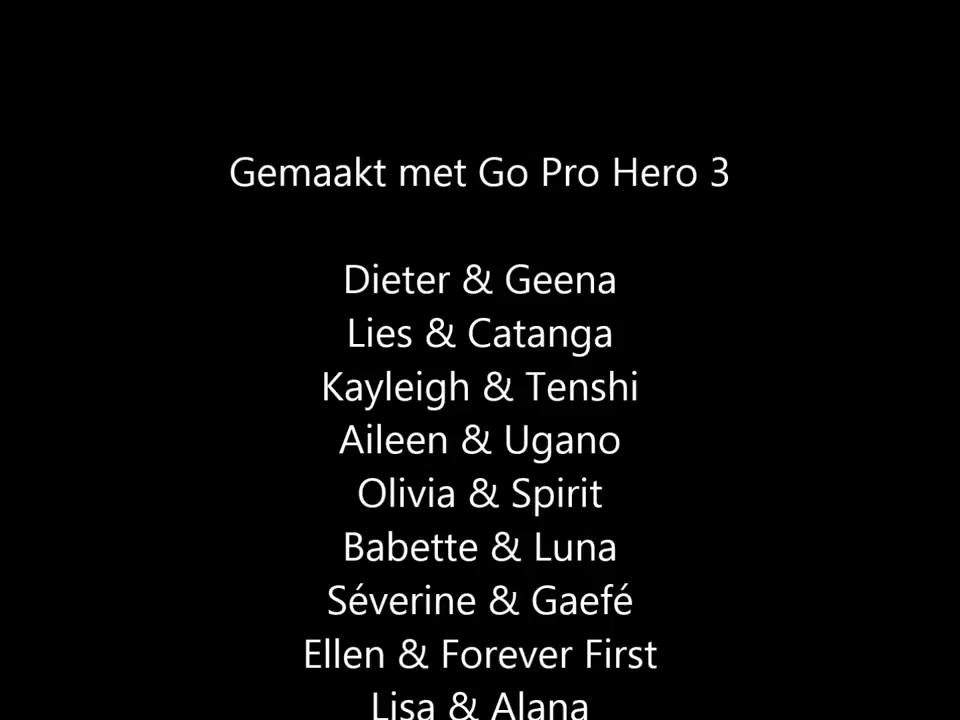 Gemaakt met Go Pro Hero 3
Dieter & Geena
Lies & Catanga
Kayleigh & Tenshi
Aileen & Ugano
Olivia & Spirit
Babette & Luna
Séverine & Gaefé
Ellen & Forever First
Lisa & Alana